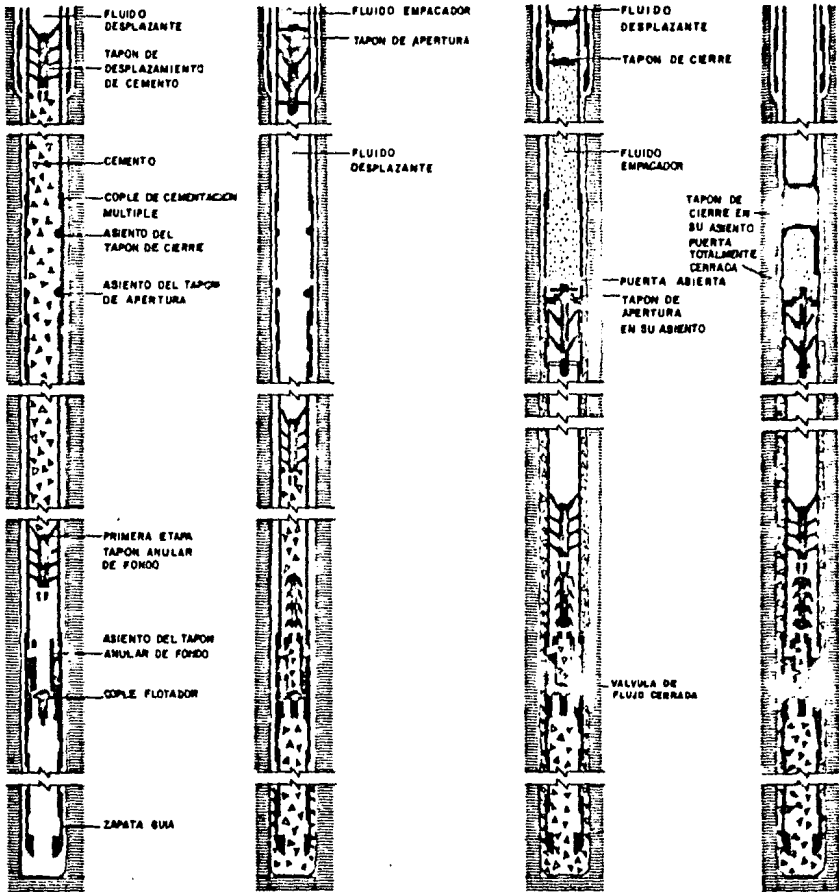 FLUIDO
DESPLAZANTE
TAPON DE
DESPLAZAMIENTO
DE CEMENTO
CEMENTO
COPLE DE CEMENTACION
MULTIPLE
ASIENTO DEL
TAPON DE CIERRE
ASIENTO DEL TAPON
DE APERTURA
PRIMERA ETAPA
TAPON ANULAR
DE FONDO
ASIENTO DEL TAPON
ANULAR DE FONDO
COPLE FLOTADOR
ZAPATA GUIA
FLUIDO EMPACADOR
TAPON DE APERTURA
FLUIDO
DESPLAZANTE
FLUIDO
DESPLAZANTE
TAPON DE CIERRE
FLUIDO
EMPACADOR
PUERTA ABIERTA
TAPON DE
APERTURA
EN SU ASIENTO
VALVULA DE
FLUJO CERRADA
TAPON DE
CIERRE EN
SU ASIENTO
PUERTA
TOTALMENTE
CERRADA